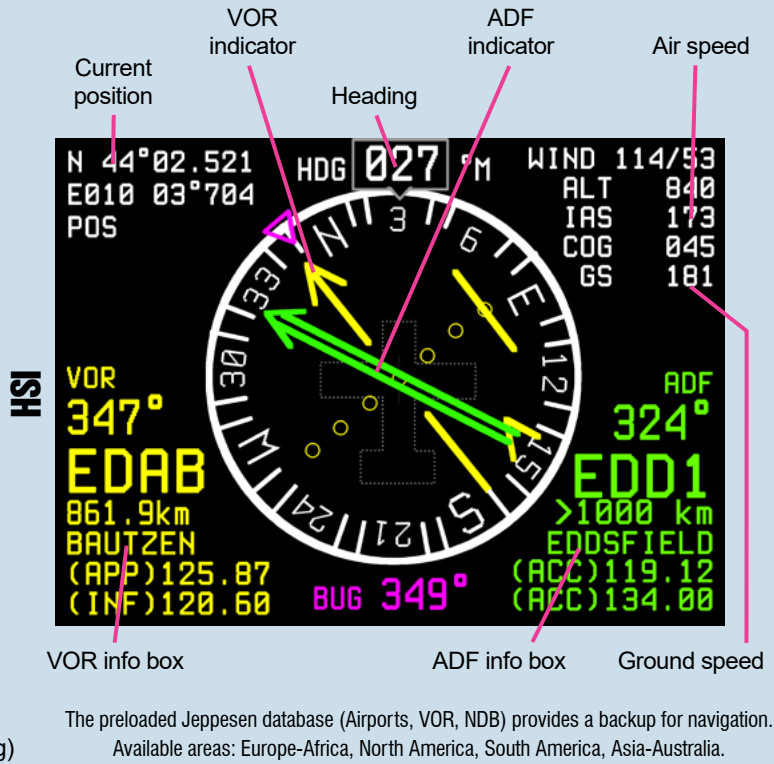 VOR
indicator
ADF
indicator
Air speed
Current
position
Heading
N 44°02.521
E010 03°704
POS
HDG 027 °M
WIND 114/53
ALT 840
IAS 173
COG 045
GS 181
N
3
6
E
12
15
S
21
24
W
30
33
HSI
VOR
347°
EDAB
861.9km
BAUTZEN
(APP)125.87
(INF)120.60
BUG 349°
ADF
324°
EDD1
>1000 km
EDDSFIELD
(ACC)119.12
(ACC)134.00
VOR info box
ADF info box
Ground speed
The preloaded Jeppesen database (Airports, VOR, NDB) provides a backup for navigation.
g)
Available areas: Europe-Africa, North America, South America, Asia-Australia.